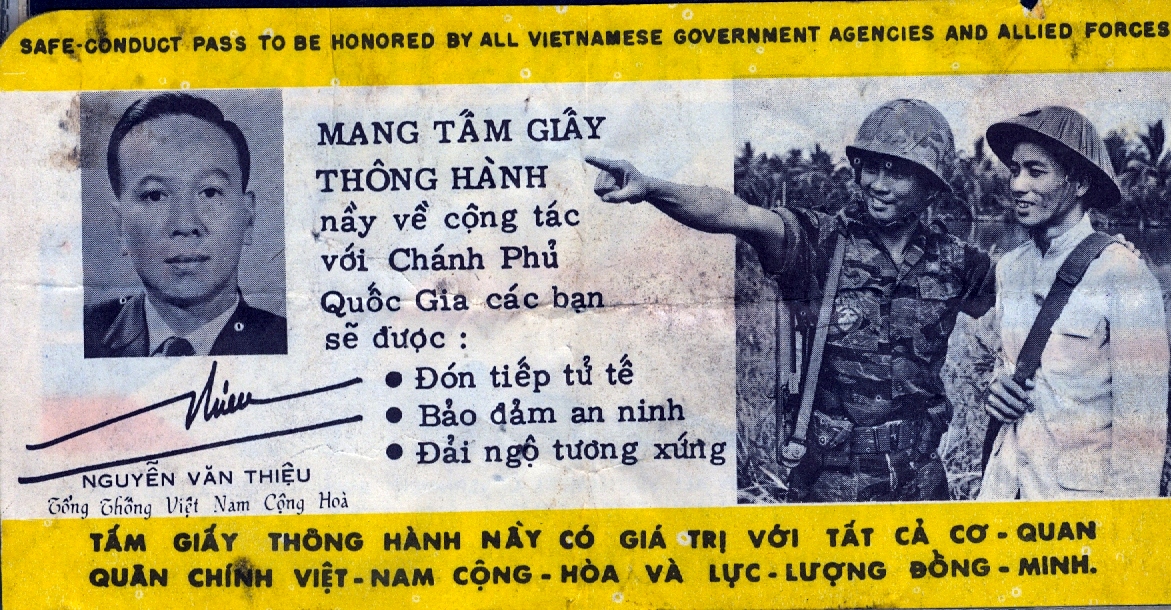 SAFE-CONDUCT PASS TO BE HONORED BY ALL VIETNAMESE GOVERNMENT AGENCIES AND ALLIED FORCES
MANG TẤM GIẤY
THÔNG HÀNH
nầy về cộng tác
với Chánh Phủ
Quốc Gia các bạn
sẽ được :
● Đón tiếp tử tế
● Bảo đảm an ninh
● Đải ngộ tương xứng
Thieu
NGUYỄN VĂN THIỆU
Tổng Thống Việt Nam Cộng Hoà
TẤM GIẤY THÔNG HÀNH NẦY CÓ GIÁ TRỊ VỚI TẤT CẢ CƠ - QUAN
QUÂN CHÍNH VIỆT - NAM CỘNG - HÒA VÀ LỰC - LƯỢNG ĐỒNG - MINH.